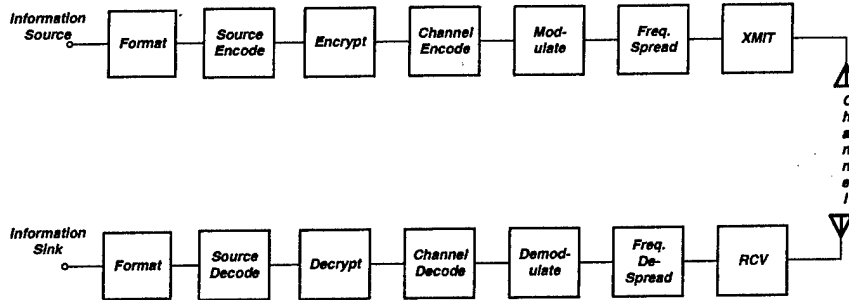 Information
Source
Format
Source
Encode
Encrypt
Channel
Encode
Mod-
ulate
Freq.
Spread
XMIT
Channel
Information
Sink
Format
Source
Decode
Decrypt
Channel
Decode
Demod-
ulate
Freq.
De-
Spread
RCV